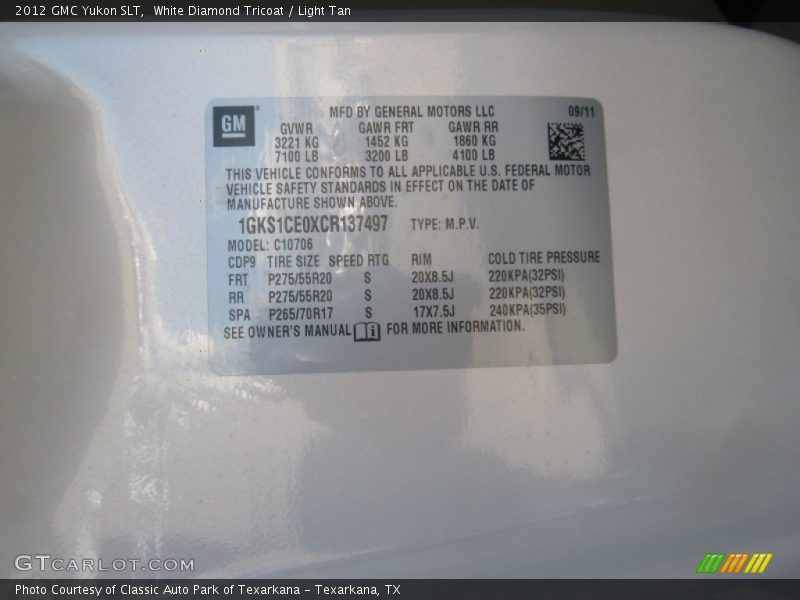 2012 GMC Yukon SLT,  White Diamond Tricoat / Light Tan
GM
MFD BY GENERAL MOTORS LLC 09/11
GVWR GAWR FRT GAWR RR
3221 KG 1452 KG 1860 KG
7100 LB 3200 LB 4100 LB
THIS VEHICLE CONFORMS TO ALL APPLICABLE U.S. FEDERAL MOTOR
VEHICLE SAFETY STANDARDS IN EFFECT ON THE DATE OF
MANUFACTURE SHOWN ABOVE.
1GKS1CE0XCR137497 TYPE: M.P.V.
MODEL: C10706
CDP9 TIRE SIZE SPEED RTG RIM COLD TIRE PRESSURE
FRT P275/55R20 S 20X8.5J 220KPA(32PSI)
RR P275/55R20 S 20X8.5J 220KPA(32PSI)
SPA P265/70R17 S 17X7.5J 240KPA(35PSI)
SEE OWNER'S MANUAL i FOR MORE INFORMATION.
GTCARLOT.COM
Photo Courtesy of Classic Auto Park of Texarkana - Texarkana, TX